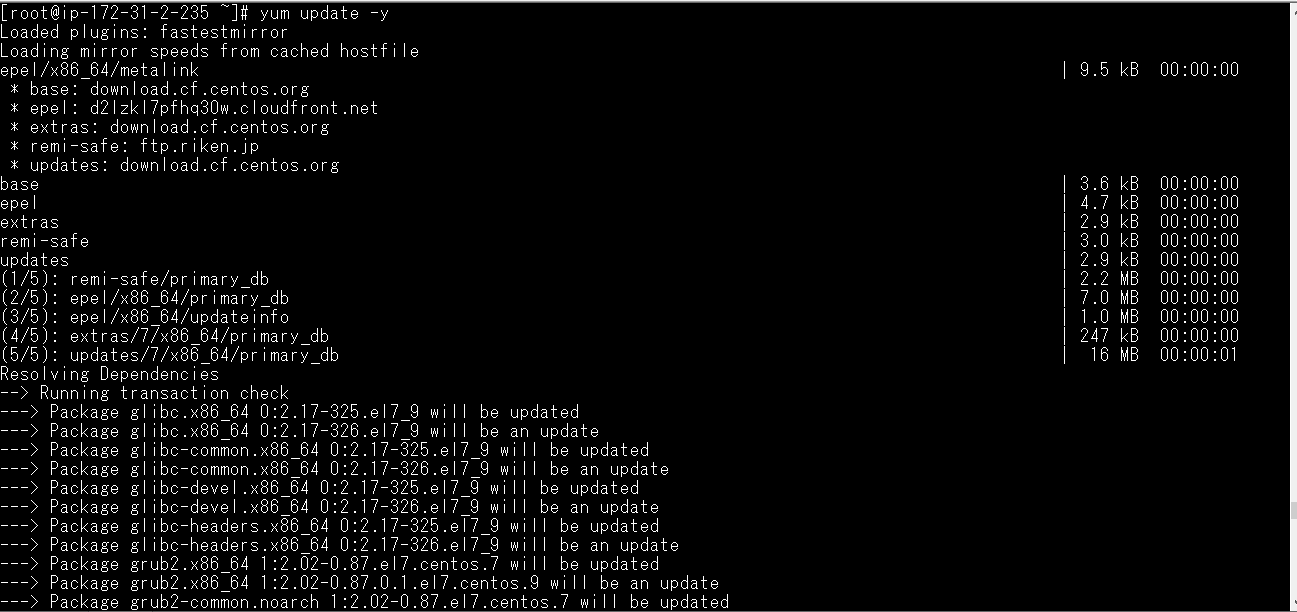 [root@ip-172-31-2-235 ~]# yum update -y
Loaded plugins: fastestmirror
Loading mirror speeds from cached hostfile
epel/x86_64/metalink | 9.5 kB 00:00:00
* base: download.cf.centos.org
* epel: d2lzkl7pfhq30w.cloudfront.net
* extras: download.cf.centos.org
* remi-safe: ftp.riken.jp
* updates: download.cf.centos.org
base | 3.6 kB 00:00:00
epel | 4.7 kB 00:00:00
extras | 2.9 kB 00:00:00
remi-safe | 3.0 kB 00:00:00
updates | 2.9 kB 00:00:00
(1/5): remi-safe/primary_db | 2.2 MB 00:00:00
(2/5): epel/x86_64/primary_db | 7.0 MB 00:00:00
(3/5): epel/x86_64/updateinfo | 1.0 MB 00:00:00
(4/5): extras/7/x86_64/primary_db | 247 kB 00:00:00
(5/5): updates/7/x86_64/primary_db | 16 MB 00:00:01
Resolving Dependencies
--> Running transaction check
---> Package glibc.x86_64 0:2.17-325.el7_9 will be updated
---> Package glibc.x86_64 0:2.17-326.el7_9 will be an update
---> Package glibc-common.x86_64 0:2.17-325.el7_9 will be updated
---> Package glibc-common.x86_64 0:2.17-326.el7_9 will be an update
---> Package glibc-devel.x86_64 0:2.17-325.el7_9 will be updated
---> Package glibc-devel.x86_64 0:2.17-326.el7_9 will be an update
---> Package glibc-headers.x86_64 0:2.17-325.el7_9 will be updated
---> Package glibc-headers.x86_64 0:2.17-326.el7_9 will be an update
---> Package grub2.x86_64 1:2.02-0.87.el7.centos.7 will be updated
---> Package grub2.x86_64 1:2.02-0.87.0.1.el7.centos.9 will be an update
---> Package grub2-common.noarch 1:2.02-0.87.el7.centos.7 will be updated